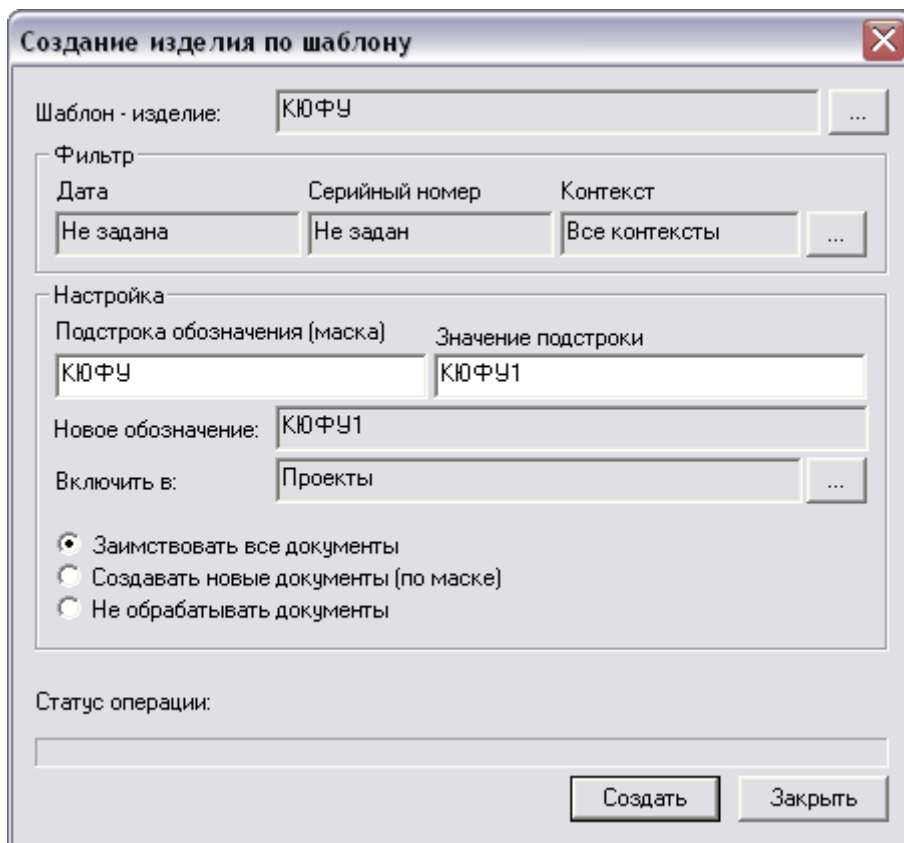 Создание изделия по шаблону
Шаблон - изделие: КЮФУ ...
Фильтр
Дата Серийный номер Контекст
Не задана Не задан Все контексты ...
Настройка
Подстрока обозначения (маска) Значение подстроки
КЮФУ КЮФУ1
Новое обозначение: КЮФУ1
Включить в: Проекты ...
Заимствовать все документы
Создавать новые документы (по маске)
Не обрабатывать документы
Статус операции:
Создать Закрыть